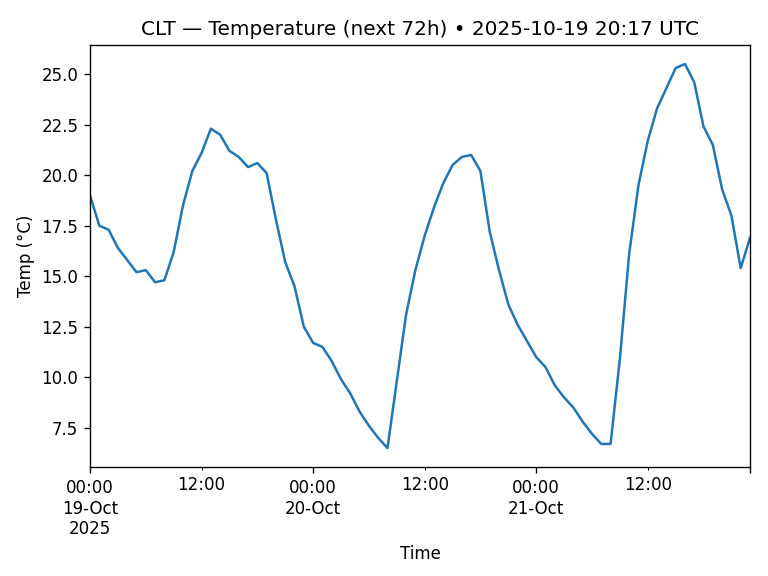 CLT — Temperature (next 72h) • 2025-10-19 20:17 UTC
25.0
22.5
20.0
17.5
15.0
12.5
10.0
7.5
Temp (°C)
00:00 12:00 00:00 12:00 00:00 12:00
19-Oct 20-Oct 21-Oct
2025
Time